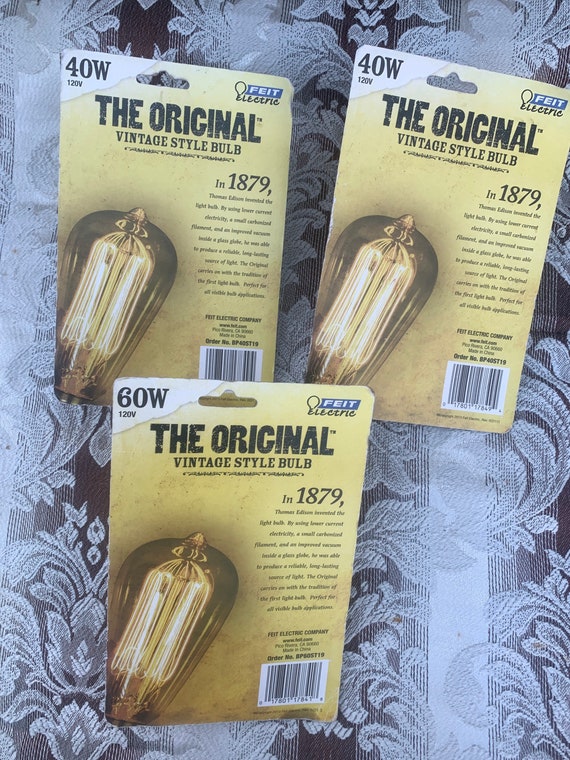 40W
120V
FEIT
electric
THE ORIGINAL™
VINTAGE STYLE BULB
In 1879,
Thomas Edison invented the
light bulb. By using lower current
electricity, a small carbonized
filament, and an improved vacuum
inside a glass globe, he was able
to produce a reliable, long-lasting
source of light. The Original
carries on with the tradition of
the first light bulb. Perfect for
all visible bulb applications.
FEIT ELECTRIC COMPANY
www.feit.com
Pico Rivera, CA 90660
Made in China
Order No. BP40ST19
40W
120V
FEIT
electric
THE ORIGINAL™
VINTAGE STYLE BULB
In 1879,
Thomas Edison invented the
light bulb. By using lower current
electricity, a small carbonized
filament, and an improved vacuum
inside a glass globe, he was able
to produce a reliable, long-lasting
source of light. The Original
carries on with the tradition of
the first light bulb. Perfect for
all visible bulb applications.
FEIT ELECTRIC COMPANY
www.feit.com
Pico Rivera, CA 90660
Made in China
Order No. BP40ST19
0 17801 17849 4
60W
120V
FEIT
electric
THE ORIGINAL™
VINTAGE STYLE BULB
In 1879,
Thomas Edison invented the
light bulb. By using lower current
electricity, a small carbonized
filament, and an improved vacuum
inside a glass globe, he was able
to produce a reliable, long-lasting
source of light. The Original
carries on with the tradition of
the first light bulb. Perfect for
all visible bulb applications.
FEIT ELECTRIC COMPANY
www.feit.com
Pico Rivera, CA 90660
Made in China
Order No. BP60ST19